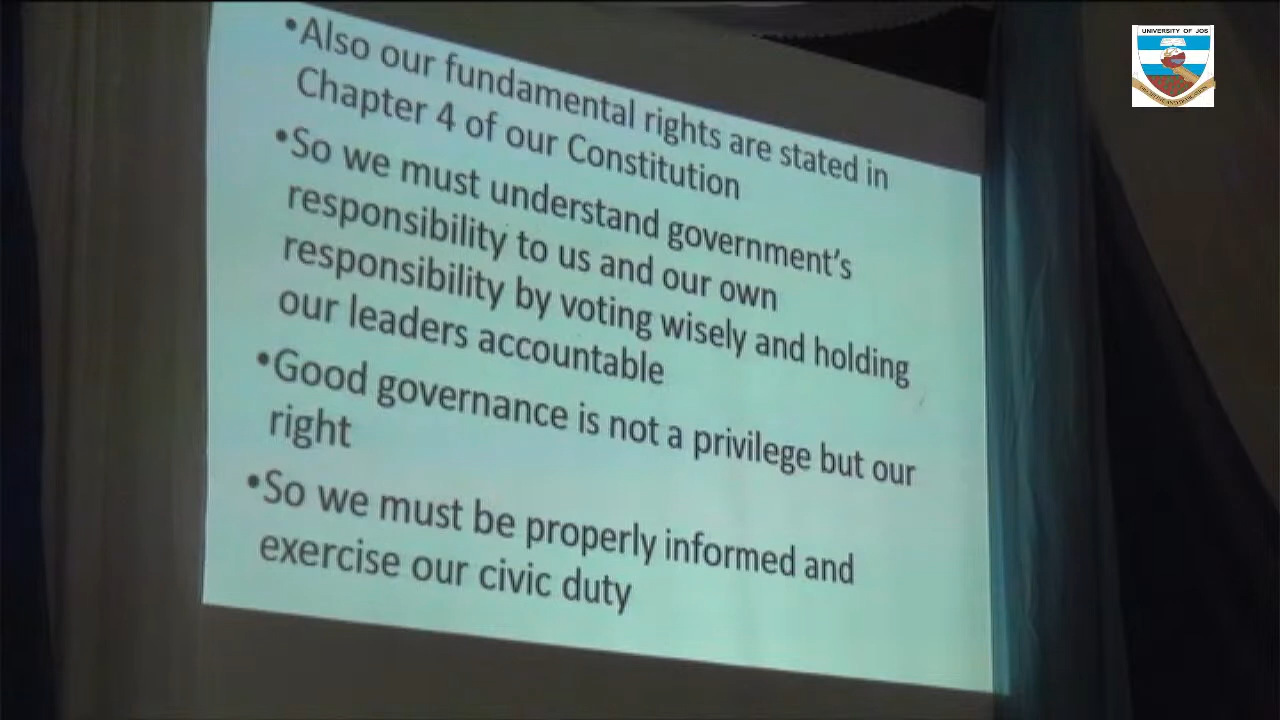 UNIVERSITY OF JOS
•Also our fundamental rights are stated in
Chapter 4 of our Constitution
•So we must understand government's
responsibility to us and our own
responsibility by voting wisely and holding
our leaders accountable
•Good governance is not a privilege but our
right
•So we must be properly informed and
exercise our civic duty